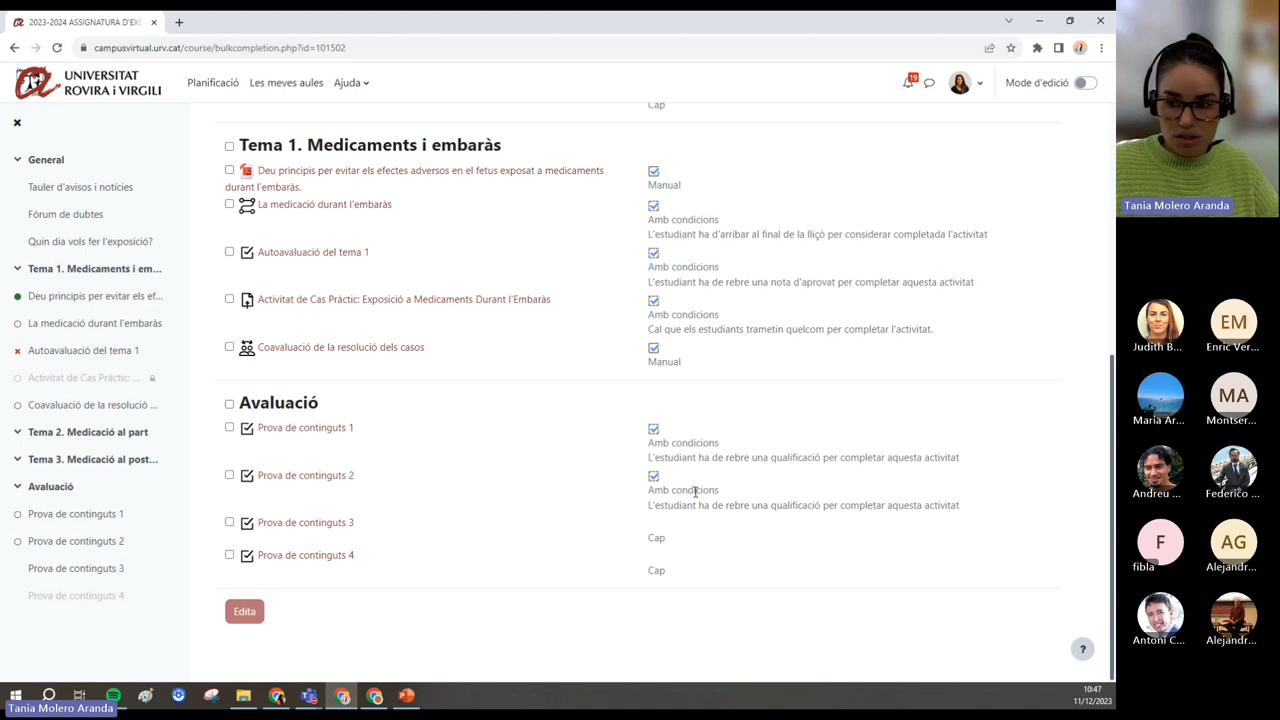 2023-2024 ASSIGNATURA D'EX
campusvirtual.urv.cat/course/bulkcompletion.php?id=101502
UNIVERSITAT
ROVIRA i VIRGILI
Planificació
Les meves aules
Ajuda
19
Mode d'edició
Tania Molero Aranda
General
Tauler d'avisos i notícies
Fòrum de dubtes
Quin dia vols fer l'exposició?
Tema 1. Medicaments i em...
Deu principis per evitar els ef...
La medicació durant l'embaràs
Autoavaluació del tema 1
Activitat de Cas Pràctic: ...
Coavaluació de la resolució ...
Tema 2. Medicació al part
Tema 3. Medicació al post...
Avaluació
Prova de continguts 1
Prova de continguts 2
Prova de continguts 3
Prova de continguts 4
Cap
Tema 1. Medicaments i embaràs
Deu principis per evitar els efectes adversos en el fetus exposat a medicaments
durant l'embaràs.
Manual
La medicació durant l'embaràs
Amb condicions
L'estudiant ha d'arribar al final de la lliçó per considerar completada l'activitat
Autoavaluació del tema 1
Amb condicions
L'estudiant ha de rebre una nota d'aprovat per completar aquesta activitat
Activitat de Cas Pràctic: Exposició a Medicaments Durant l'Embaràs
Amb condicions
Cal que els estudiants trametin quelcom per completar l'activitat.
Coavaluació de la resolució dels casos
Manual
Avaluació
Prova de continguts 1
Amb condicions
L'estudiant ha de rebre una qualificació per completar aquesta activitat
Prova de continguts 2
Amb condicions
L'estudiant ha de rebre una qualificació per completar aquesta activitat
Prova de continguts 3
Cap
Prova de continguts 4
Cap
Edita
?
EM
Judith B...
Enric Ver...
MA
Maria Ar...
Montser...
Andreu ...
Federico ...
F
AG
fibla
Alejandr...
Antoni C...
Alejandr...
10:47
11/12/2023
Tania Molero Aranda